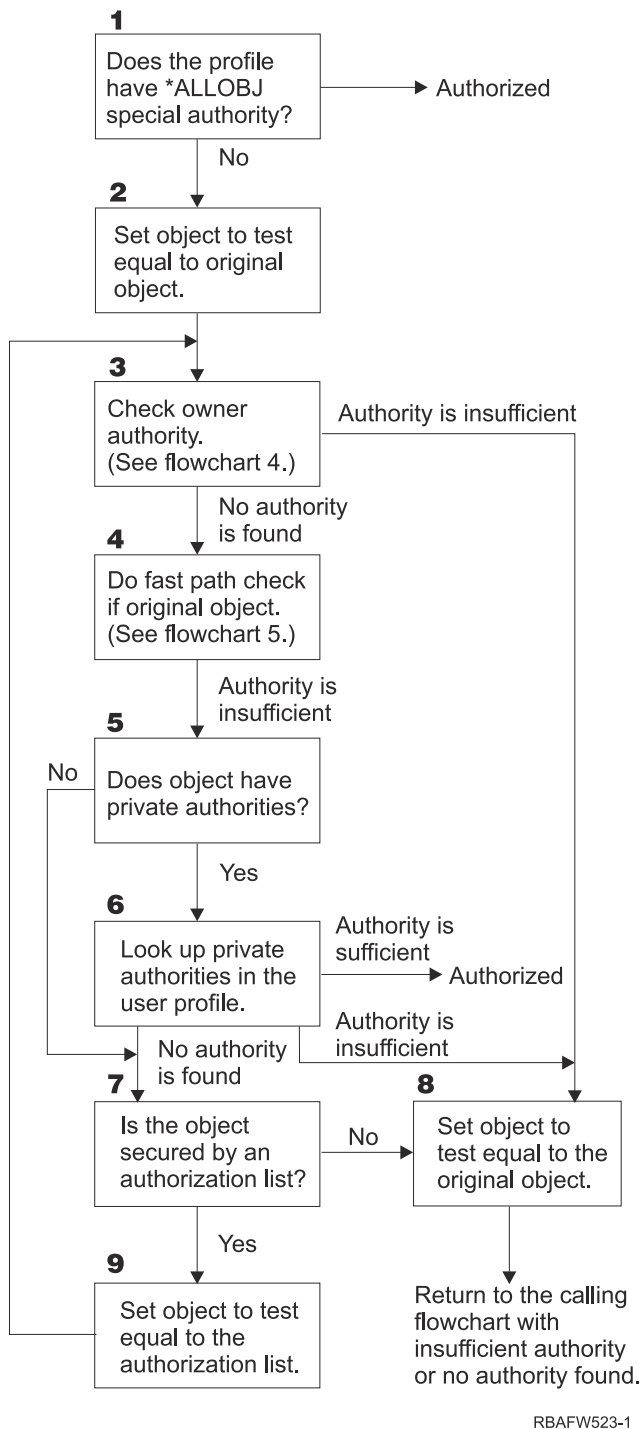 1
Does the profile
have *ALLOBJ
special authority?
Authorized
No
2
Set object to test
equal to original
object.
3
Check owner
authority.
(See flowchart 4.)
Authority is insufficient
No authority
is found
4
Do fast path check
if original object.
(See flowchart 5.)
Authority is
insufficient
5
No
Does object have
private authorities?
Yes
6
Look up private
authorities in the
user profile.
Authority is
sufficient
Authorized
Authority is
insufficient
No authority
is found
7
Is the object
secured by an
authorization list?
No
8
Set object to
test equal to the
original object.
Yes
9
Set object to test
equal to the
authorization list.
Return to the calling
flowchart with
insufficient authority
or no authority found.
RBAFW523-1